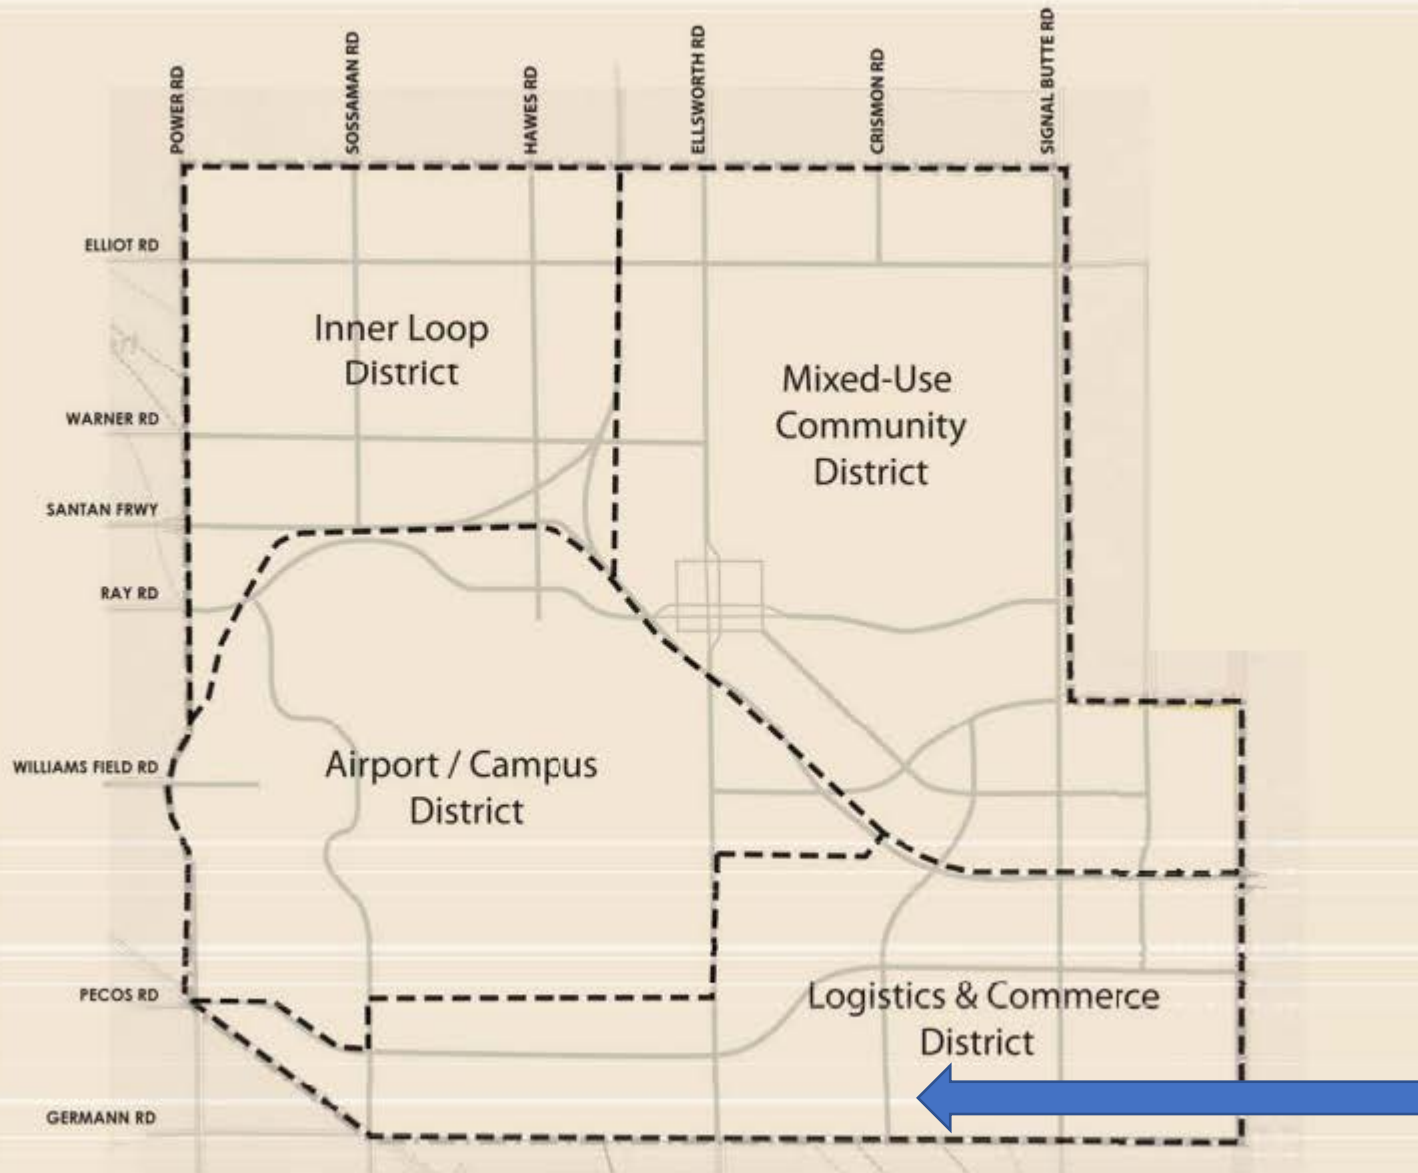 POWER RD
SOSSAMAN RD
HAWES RD
ELLSWORTH RD
CRISMON RD
SIGNAL BUTTE RD
ELLIOT RD
WARNER RD
SANTAN FRWY
RAY RD
WILLIAMS FIELD RD
PECOS RD
GERMANN RD
Inner Loop
District
Mixed-Use
Community
District
Airport / Campus
District
Logistics & Commerce
District